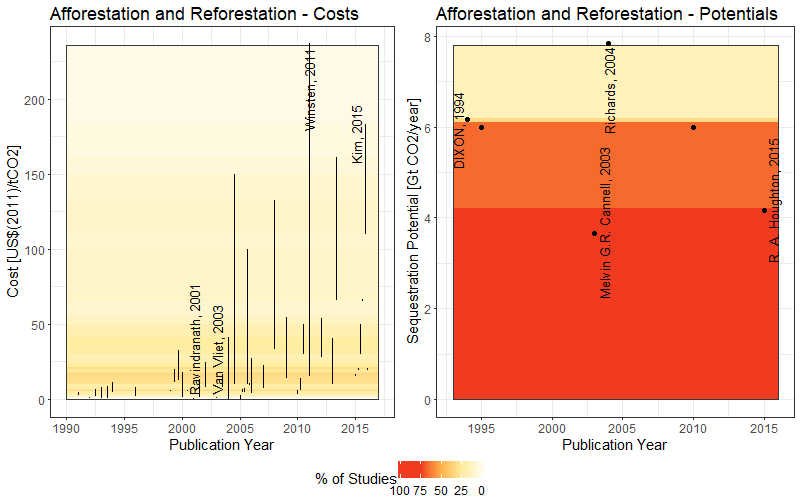 Afforestation and Reforestation - Costs
Cost [US$(2011)/tCO2]
200
150
100
50
0
Ravindranath, 2001
Van Vliet, 2003
Winsten, 2011
Kim, 2015
1990 1995 2000 2005 2010 2015
Publication Year
Afforestation and Reforestation - Potentials
Sequestration Potential [Gt CO2/year]
8
6
4
2
0
DIXON, 1994
Richards, 2004
Melvin G.R. Cannell, 2003
R. A. Houghton, 2015
1995 2000 2005 2010 2015
Publication Year
% of Studies
100 75 50 25 0